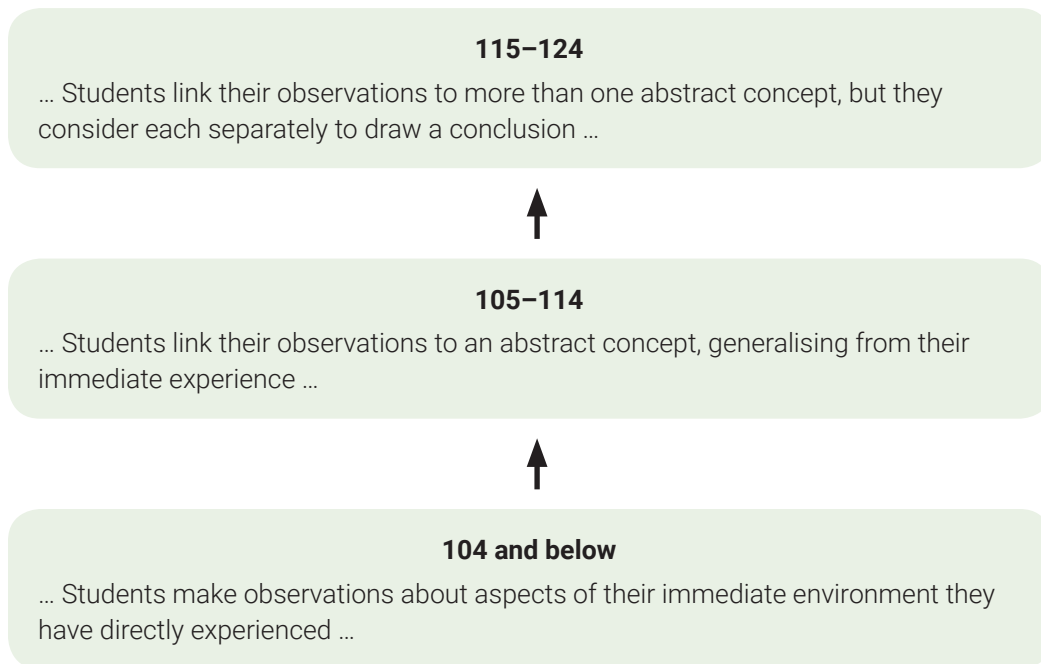 115–124
… Students link their observations to more than one abstract concept, but they
consider each separately to draw a conclusion …
105–114
… Students link their observations to an abstract concept, generalising from their
immediate experience …
104 and below
… Students make observations about aspects of their immediate environment they
have directly experienced …